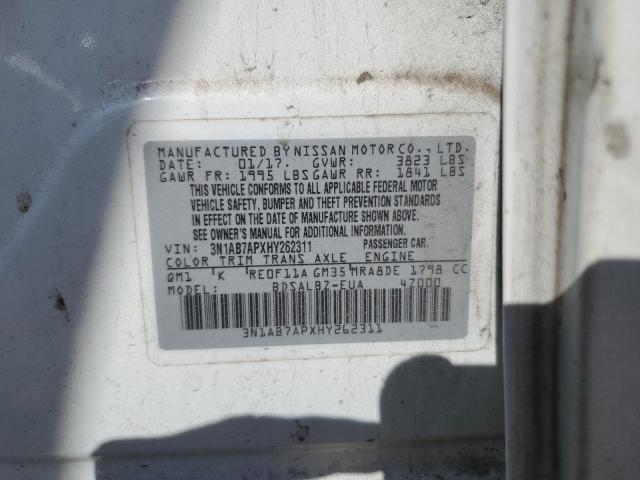 MANUFACTURED BY NISSAN MOTOR CO., LTD.
DATE: 01/17. GVWR: 3823 LBS
GAWR FR: 1995 LBS GAWR RR: 1841 LBS
THIS VEHICLE CONFORMS TO ALL APPLICABLE FEDERAL MOTOR
VEHICLE SAFETY, BUMPER AND THEFT PREVENTION STANDARDS
IN EFFECT ON THE DATE OF MANUFACTURE SHOWN ABOVE.
SEE OWNER'S MANUAL FOR ADDITIONAL INFORMATION.
VIN: 3N1AB7APXHY262311 PASSENGER CAR.
COLOR TRIM TRANS AXLE ENGINE
QM1 K RE0F11A GM35 MRA8DE 1798 CC
MODEL: BDSALBZ-EUA 4Z000
3N1AB7APXHY262311